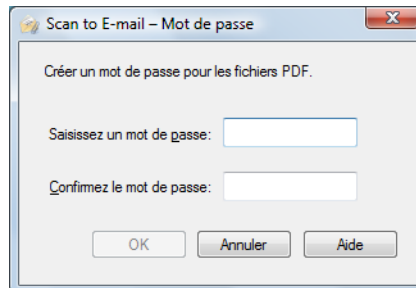 Scan to E-mail – Mot de passe
Créer un mot de passe pour les fichiers PDF.
Saisissez un mot de passe:
Confirmez le mot de passe:
OK Annuler Aide